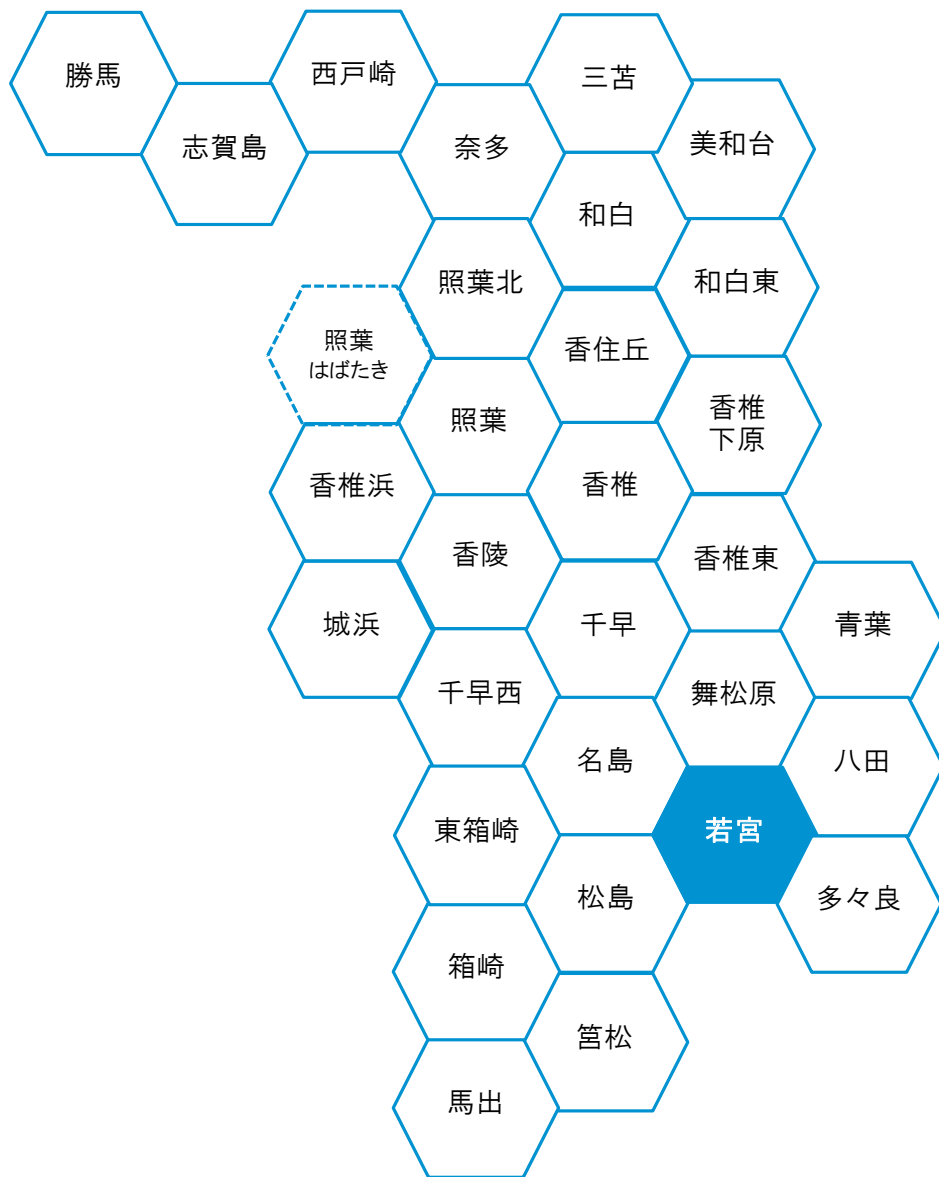 勝馬
西戸崎
三苫
志賀島
奈多
美和台
和白
照葉北
和白東
照葉
はばたき
香住丘
照葉
香椎
下原
香椎浜
香椎
香陵
香椎東
城浜
千早
青葉
千早西
舞松原
名島
八田
東箱崎
若宮
松島
多々良
箱崎
筥松
馬出